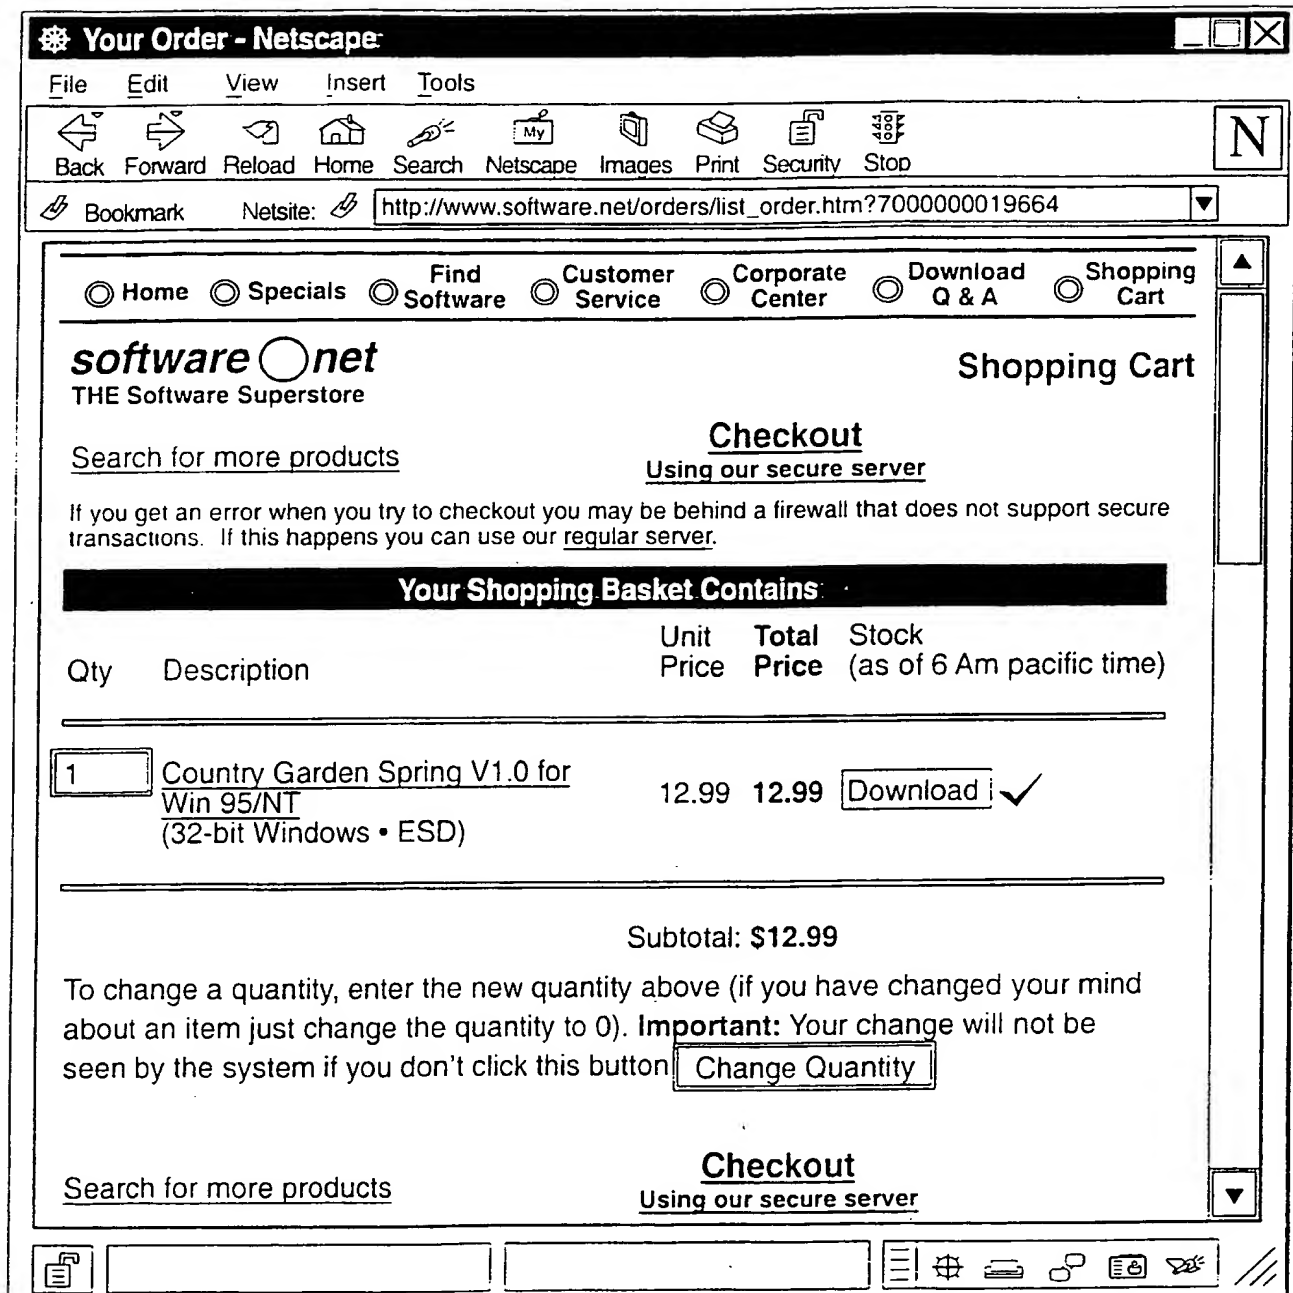 Your Order - Netscape
File Edit View Insert Tools
My
N
Back Forward Reload Home Search Netscape Images Print Security Stop
Bookmark Netsite: http://www.software.net/orders/list_order.htm?7000000019664
Home Specials Find Software Customer Service Corporate Center Download Q & A Shopping Cart
software net
THE Software Superstore
Shopping Cart
Search for more products
Checkout
Using our secure server
If you get an error when you try to checkout you may be behind a firewall that does not support secure
transactions. If this happens you can use our regular server.
Your Shopping Basket Contains
Qty Description Unit Price Total Price Stock (as of 6 Am pacific time)
1 Country Garden Spring V1.0 for
Win 95/NT
(32-bit Windows • ESD)
12.99 12.99 Download
Subtotal: $12.99
To change a quantity, enter the new quantity above (if you have changed your mind
about an item just change the quantity to 0). Important: Your change will not be
seen by the system if you don't click this button Change Quantity
Search for more products
Checkout
Using our secure server